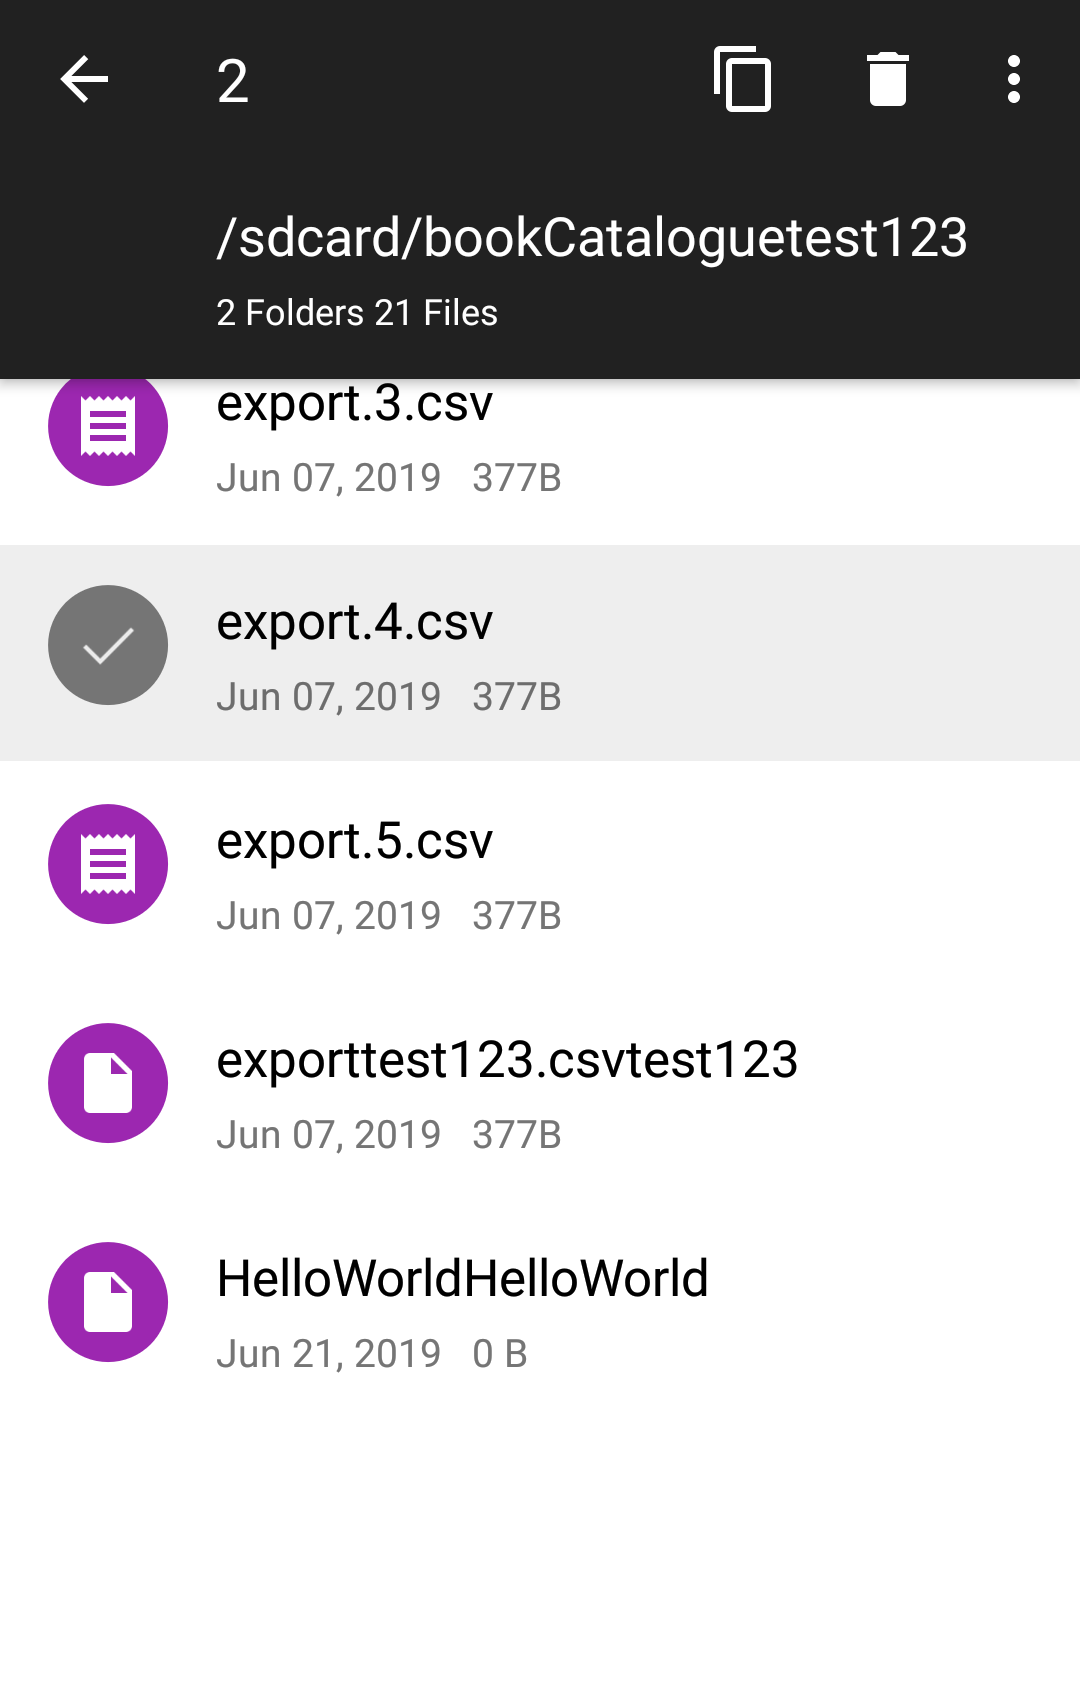 2
/sdcard/bookCataloguetest123
2 Folders 21 Files
export.3.csv
Jun 07, 2019 377B
export.4.csv
Jun 07, 2019 377B
export.5.csv
Jun 07, 2019 377B
exporttest123.csvtest123
Jun 07, 2019 377B
HelloWorldHelloWorld
Jun 21, 2019 0 B